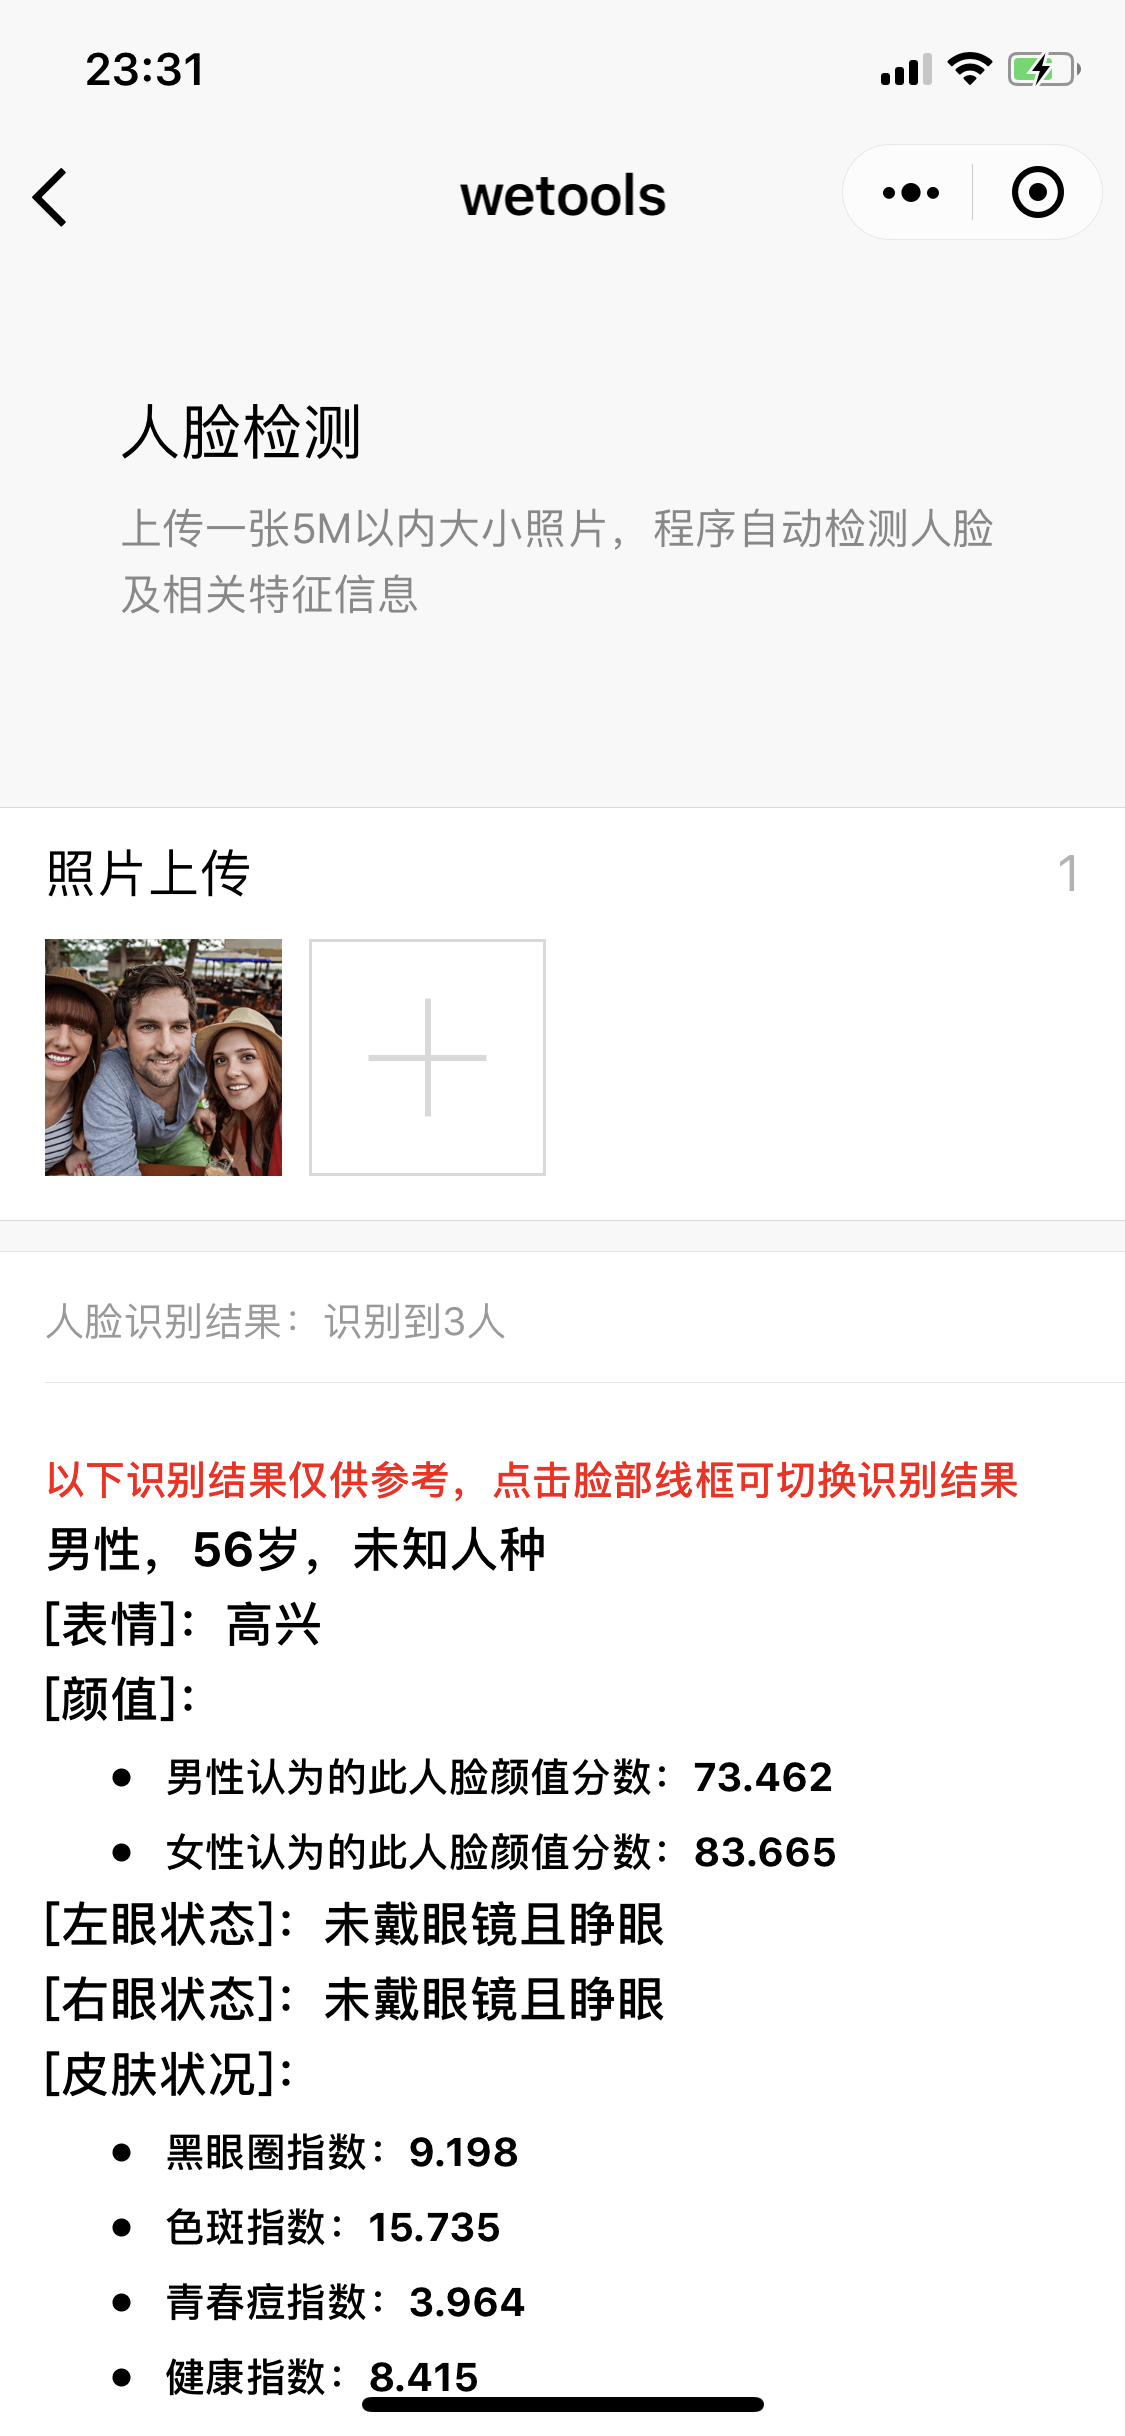 23:31
wetools
人脸检测
上传一张5M以内大小照片，程序自动检测人脸
及相关特征信息
照片上传
1
人脸识别结果：识别到3人
以下识别结果仅供参考，点击脸部线框可切换识别结果
男性，56岁，未知人种
[表情]：高兴
[颜值]：
男性认为的此人脸颜值分数：73.462
女性认为的此人脸颜值分数：83.665
[左眼状态]：未戴眼镜且睁眼
[右眼状态]：未戴眼镜且睁眼
[皮肤状况]：
黑眼圈指数：9.198
色斑指数：15.735
青春痘指数：3.964
健康指数：8.415